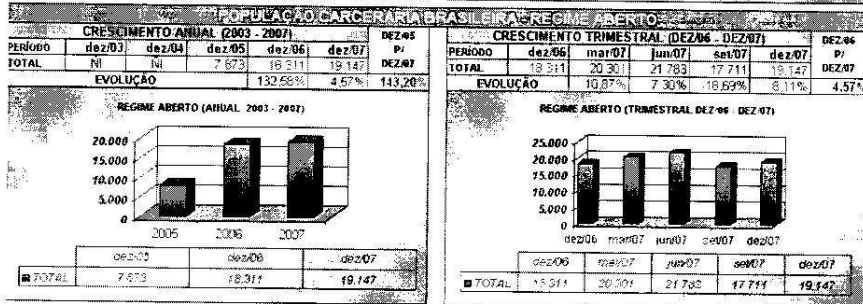 POPULAÇÃO CARCERÁRIA BRASILEIRA - REGIME ABERTO
CRESCIMENTO ANUAL (2003 - 2007) DEZ/05 P/ DEZ/07
PERÍODO dez/03 dez/04 dez/05 dez/06 dez/07
TOTAL NI NI 7 873 18 311 19 147
EVOLUÇÃO 132,58% 4,57% 143,20%
REGIME ABERTO (ANUAL 2003 - 2007)
20.000
15.000
10.000
5.000
0
2005 2006 2007
dez/05 dez/06 dez/07
TOTAL 7.873 18.311 19.147
CRESCIMENTO TRIMESTRAL (DEZ/06 - DEZ/07) DEZ/06 P/ DEZ/07
PERÍODO dez/06 mar/07 jun/07 set/07 dez/07
TOTAL 18 311 20 301 21 783 17 711 19.147
EVOLUÇÃO 10,87% 7 30% -18,69% 8,11% 4,57%
REGIME ABERTO (TRIMESTRAL DEZ/06 - DEZ/07)
25.000
20.000
15.000
10.000
5.000
0
dez/06 mar/07 jun/07 set/07 dez/07
dez/06 mar/07 jun/07 set/07 dez/07
TOTAL 18.311 20.301 21.783 17.711 19.147